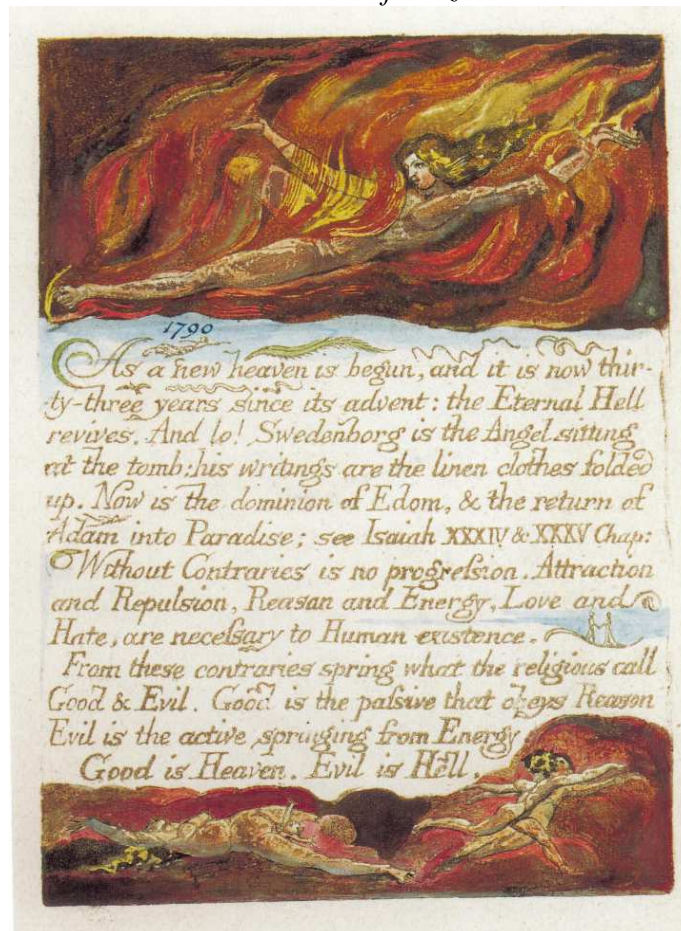 1790
As a new heaven is begun, and it is now thir-
ty-three years since its advent: the Eternal Hell
revives. And lo! Swedenborg is the Angel sitting
at the tomb: his writings are the linen clothes folded
up. Now is the dominion of Edom, & the return of
Adam into Paradise; see Isaiah XXXIV & XXXV Chap:
Without Contraries is no progreſsion. Attraction
and Repulsion, Reason and Energy, Love and
Hate, are neceſsary to Human existence.
From these contraries spring what the religious call
Good & Evil. Good is the paſsive that obeys Reason
Evil is the active springing from Energy
Good is Heaven. Evil is Hell.